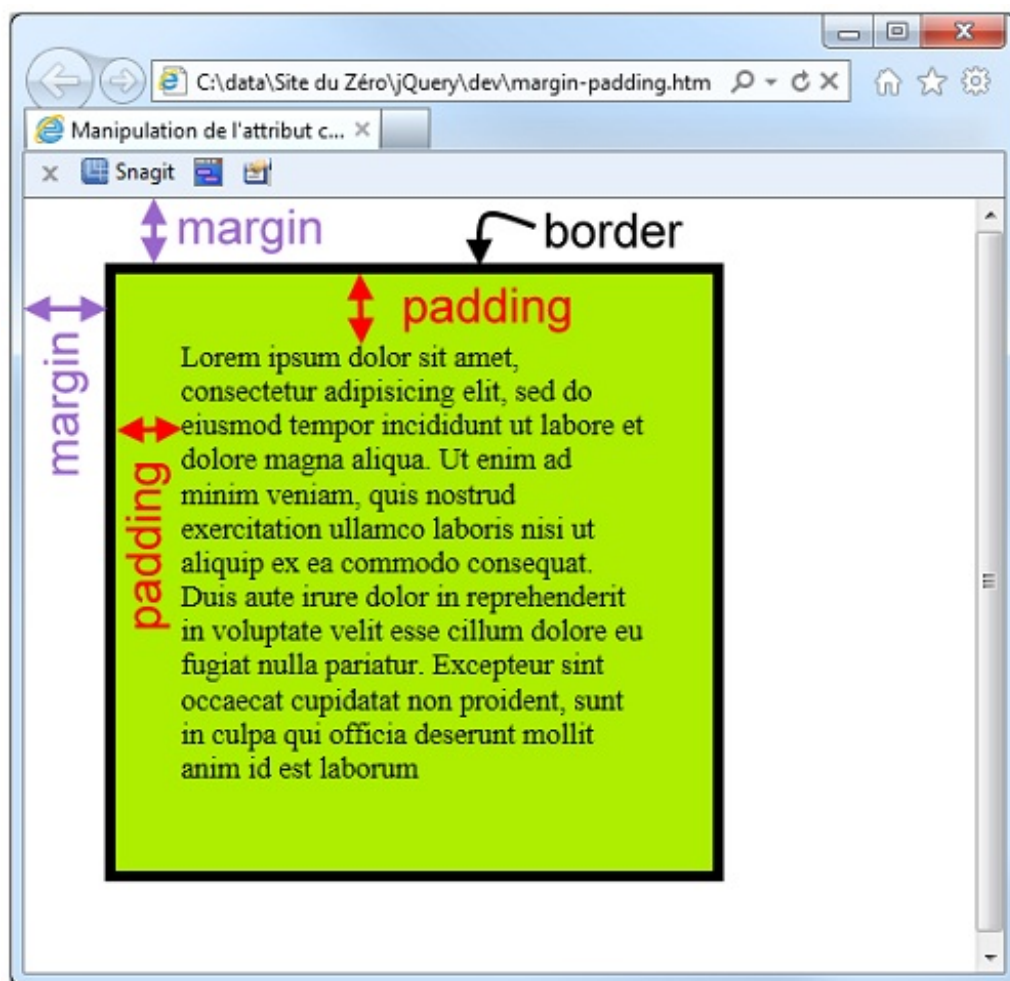 C:\data\Site du Zéro\jQuery\dev\margin-padding.htm
Manipulation de l'attribut c...
Snagit
margin
border
padding
margin
padding
Lorem ipsum dolor sit amet,
consectetur adipisicing elit, sed do
eiusmod tempor incididunt ut labore et
dolore magna aliqua. Ut enim ad
minim veniam, quis nostrud
exercitation ullamco laboris nisi ut
aliquip ex ea commodo consequat.
Duis aute irure dolor in reprehenderit
in voluptate velit esse cillum dolore eu
fugiat nulla pariatur. Excepteur sint
occaecat cupidatat non proident, sunt
in culpa qui officia deserunt mollit
anim id est laborum